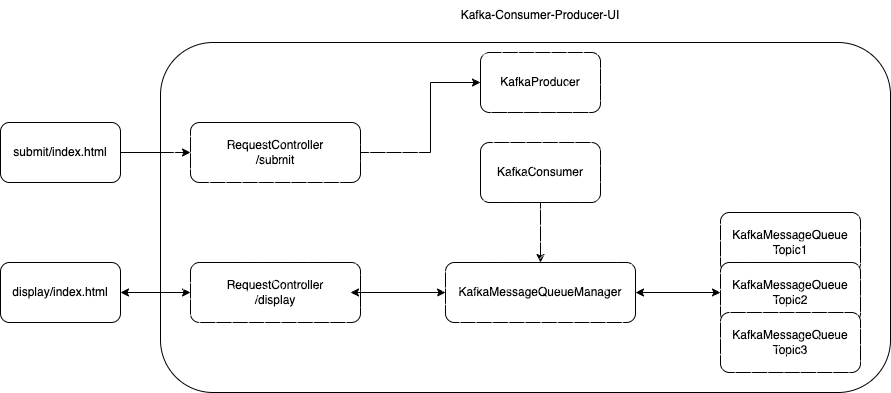 Kafka-Consumer-Producer-UI
KafkaProducer
submit/index.html
RequestController
/submit
KafkaConsumer
KafkaMessageQueue
Topic1
display/index.html
RequestController
/display
KafkaMessageQueueManager
KafkaMessageQueue
Topic2
KafkaMessageQueue
Topic3